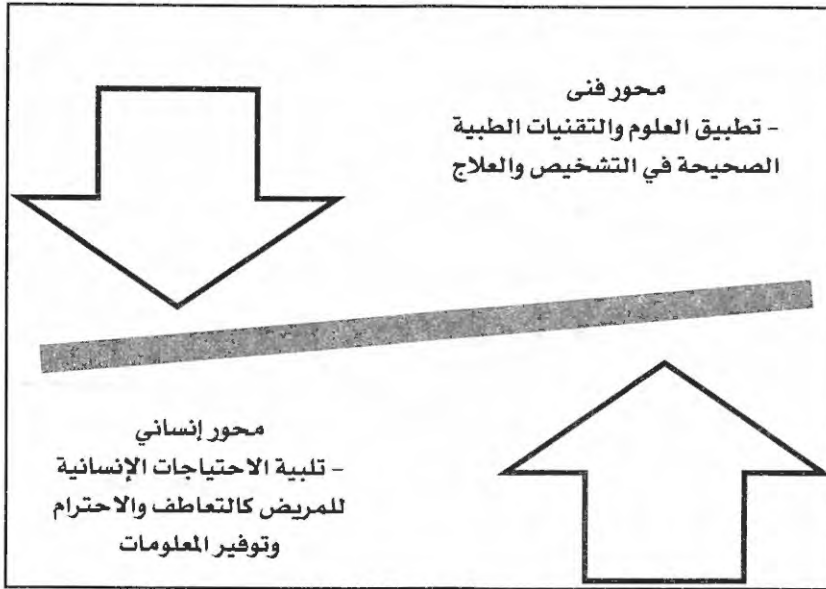 محور فنى
- تطبيق العلوم والتقنيات الطبية
الصحيحة في التشخيص والعلاج
محور إنساني
- تلبية الاحتياجات الإنسانية
للمريض كالتعاطف والاحترام
وتوفير المعلومات